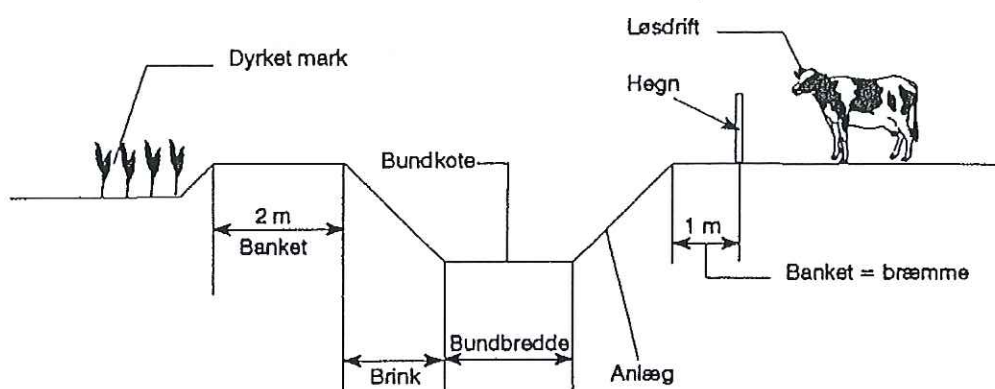 Løsdrift
Dyrket mark
Hegn
Bundkote
2 m
Banket
1 m
Banket = bræmme
Bundbredde
Brink
Anlæg